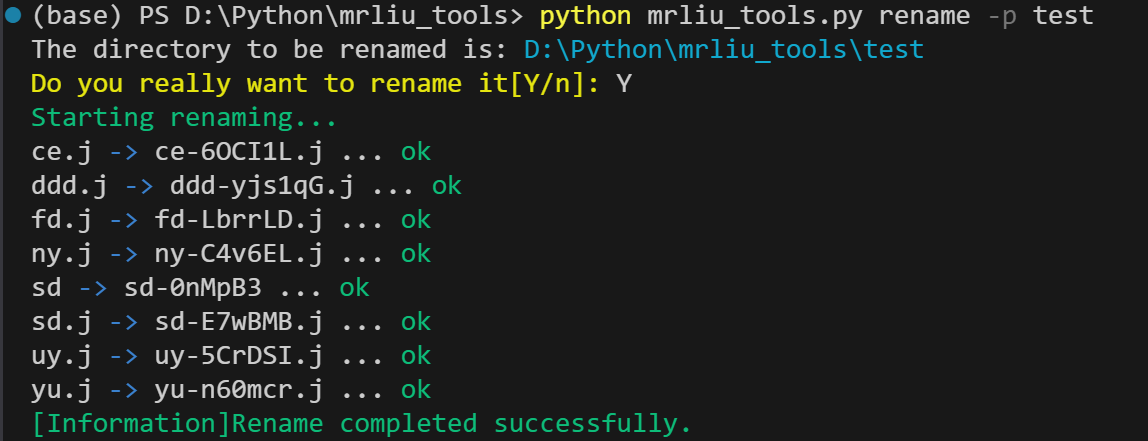 (base) PS D:\Python\mrliu_tools> python mrliu_tools.py rename -p test
The directory to be renamed is: D:\Python\mrliu_tools\test
Do you really want to rename it[Y/n]: Y
Starting renaming...
ce.j -> ce-6OCI1L.j ... ok
ddd.j -> ddd-yjs1qG.j ... ok
fd.j -> fd-LbrrLD.j ... ok
ny.j -> ny-C4v6EL.j ... ok
sd -> sd-0nMpB3 ... ok
sd.j -> sd-E7wBMB.j ... ok
uy.j -> uy-5CrDSI.j ... ok
yu.j -> yu-n60mcr.j ... ok
[Information]Rename completed successfully.